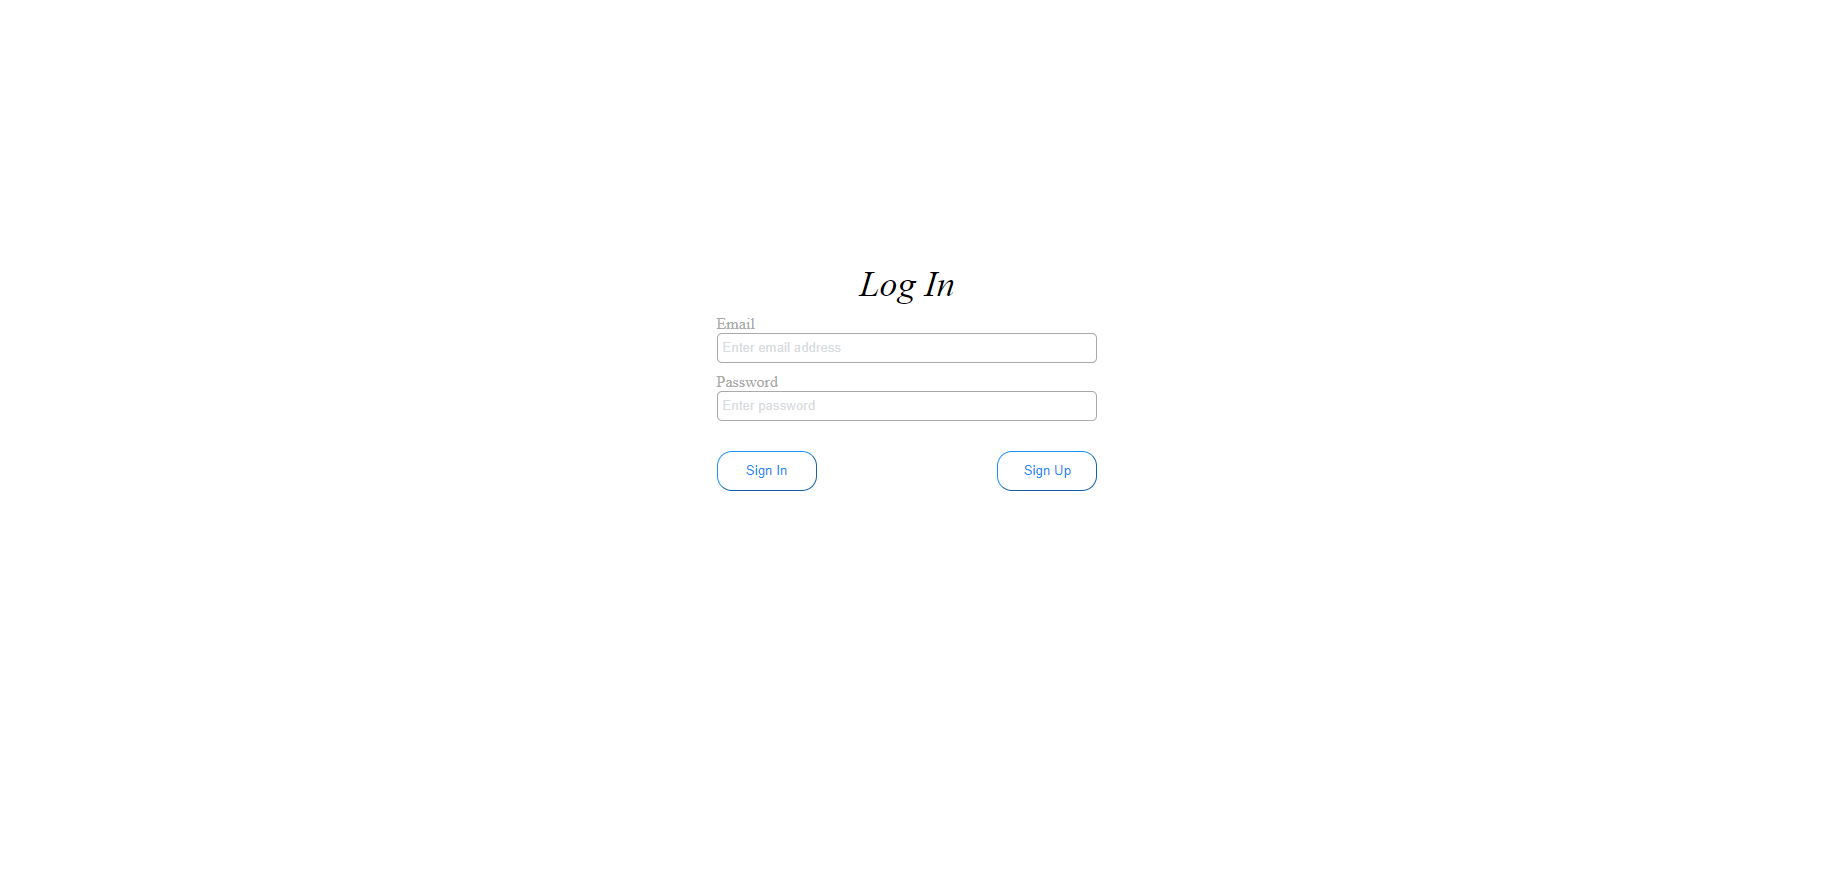 Log In
Email
Enter email address
Password
Enter password
Sign In
Sign Up